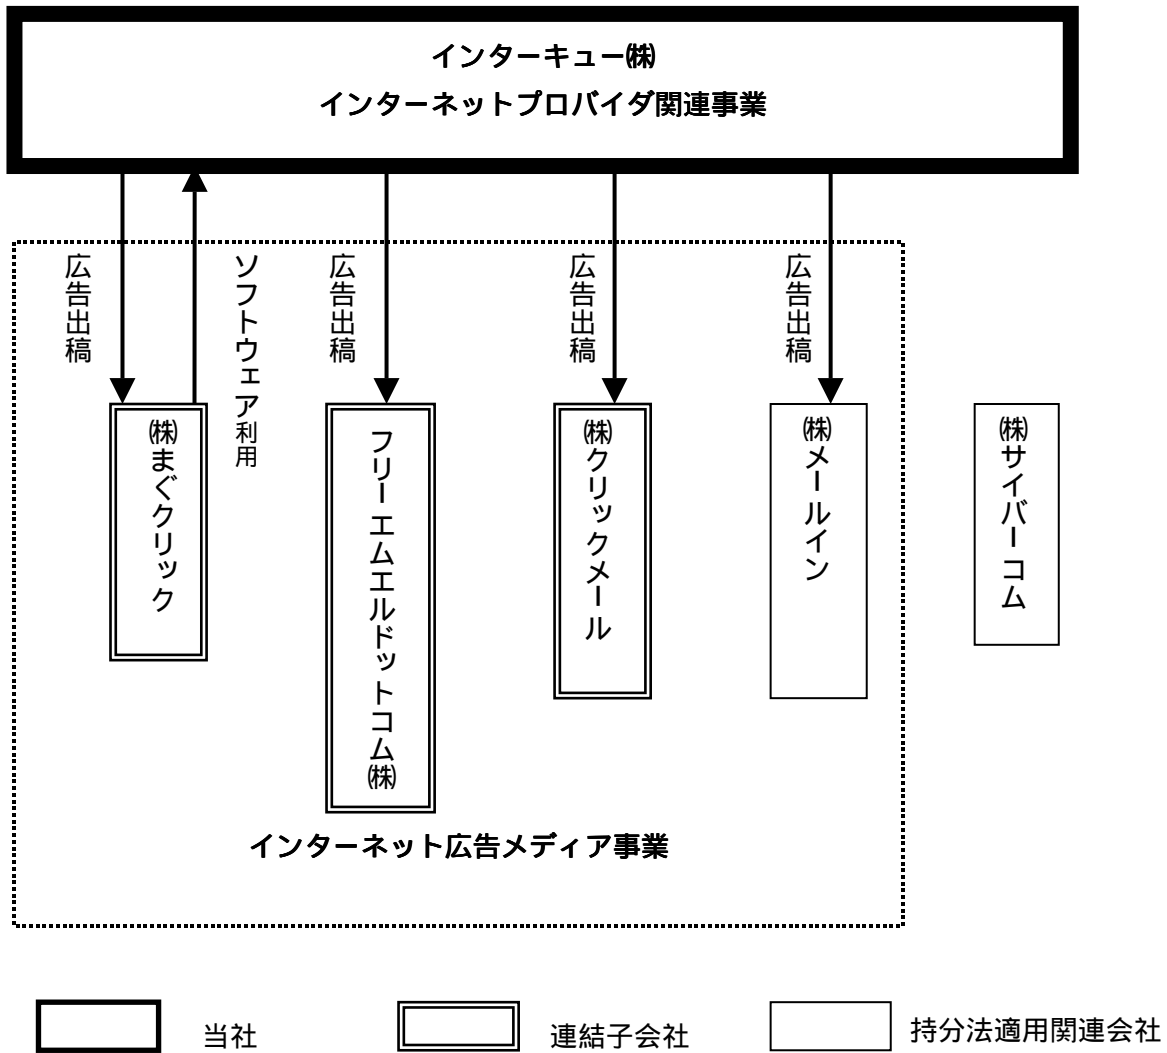 インターキュー㈱
インターネットプロバイダ関連事業
広告出稿
ソフトウェア利用
広告出稿
広告出稿
広告出稿
㈱まぐクリック
フリーエムエルドットコム㈱
㈱クリックメール
㈱メールイン
㈱サイバーコム
インターネット広告メディア事業
当社
連結子会社
持分法適用関連会社